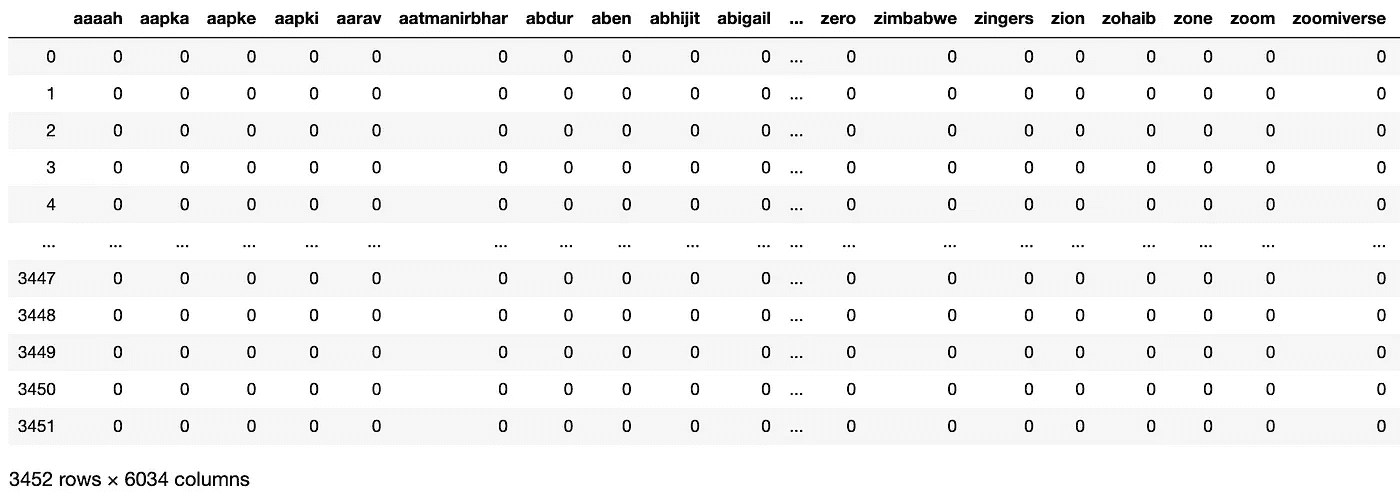 aaaah aapka aapke aapki aarav aatmanirbhar abdur aben abhijit abigail ... zero zimbabwe zingers zion zohaib zone zoom zoomiverse
0 0 0 0 0 0 0 0 0 0 0 ... 0 0 0 0 0 0 0 0
1 0 0 0 0 0 0 0 0 0 0 ... 0 0 0 0 0 0 0 0
2 0 0 0 0 0 0 0 0 0 0 ... 0 0 0 0 0 0 0 0
3 0 0 0 0 0 0 0 0 0 0 ... 0 0 0 0 0 0 0 0
4 0 0 0 0 0 0 0 0 0 0 ... 0 0 0 0 0 0 0 0
... ... ... ... ... ... ... ... ... ... ... ... ... ... ... ... ... ... ... ...
3447 0 0 0 0 0 0 0 0 0 0 ... 0 0 0 0 0 0 0 0
3448 0 0 0 0 0 0 0 0 0 0 ... 0 0 0 0 0 0 0 0
3449 0 0 0 0 0 0 0 0 0 0 ... 0 0 0 0 0 0 0 0
3450 0 0 0 0 0 0 0 0 0 0 ... 0 0 0 0 0 0 0 0
3451 0 0 0 0 0 0 0 0 0 0 ... 0 0 0 0 0 0 0 0
3452 rows × 6034 columns